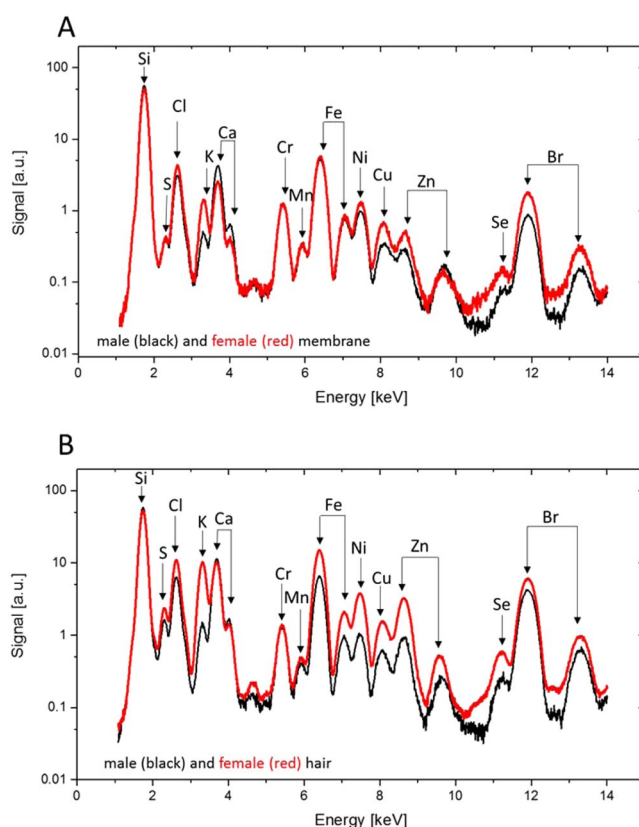 A
Si
Cl
S
K
Ca
Cr
Mn
Fe
Ni
Cu
Zn
Se
Br
100
10
1
0.1
0.01
Signal [a.u.]
male (black) and female (red) membrane
0 2 4 6 8 10 12 14
Energy [keV]
B
Si
Cl
S
K
Ca
Cr
Mn
Fe
Ni
Cu
Zn
Se
Br
100
10
1
0.1
0.01
Signal [a.u.]
male (black) and female (red) hair
0 2 4 6 8 10 12 14
Energy [keV]